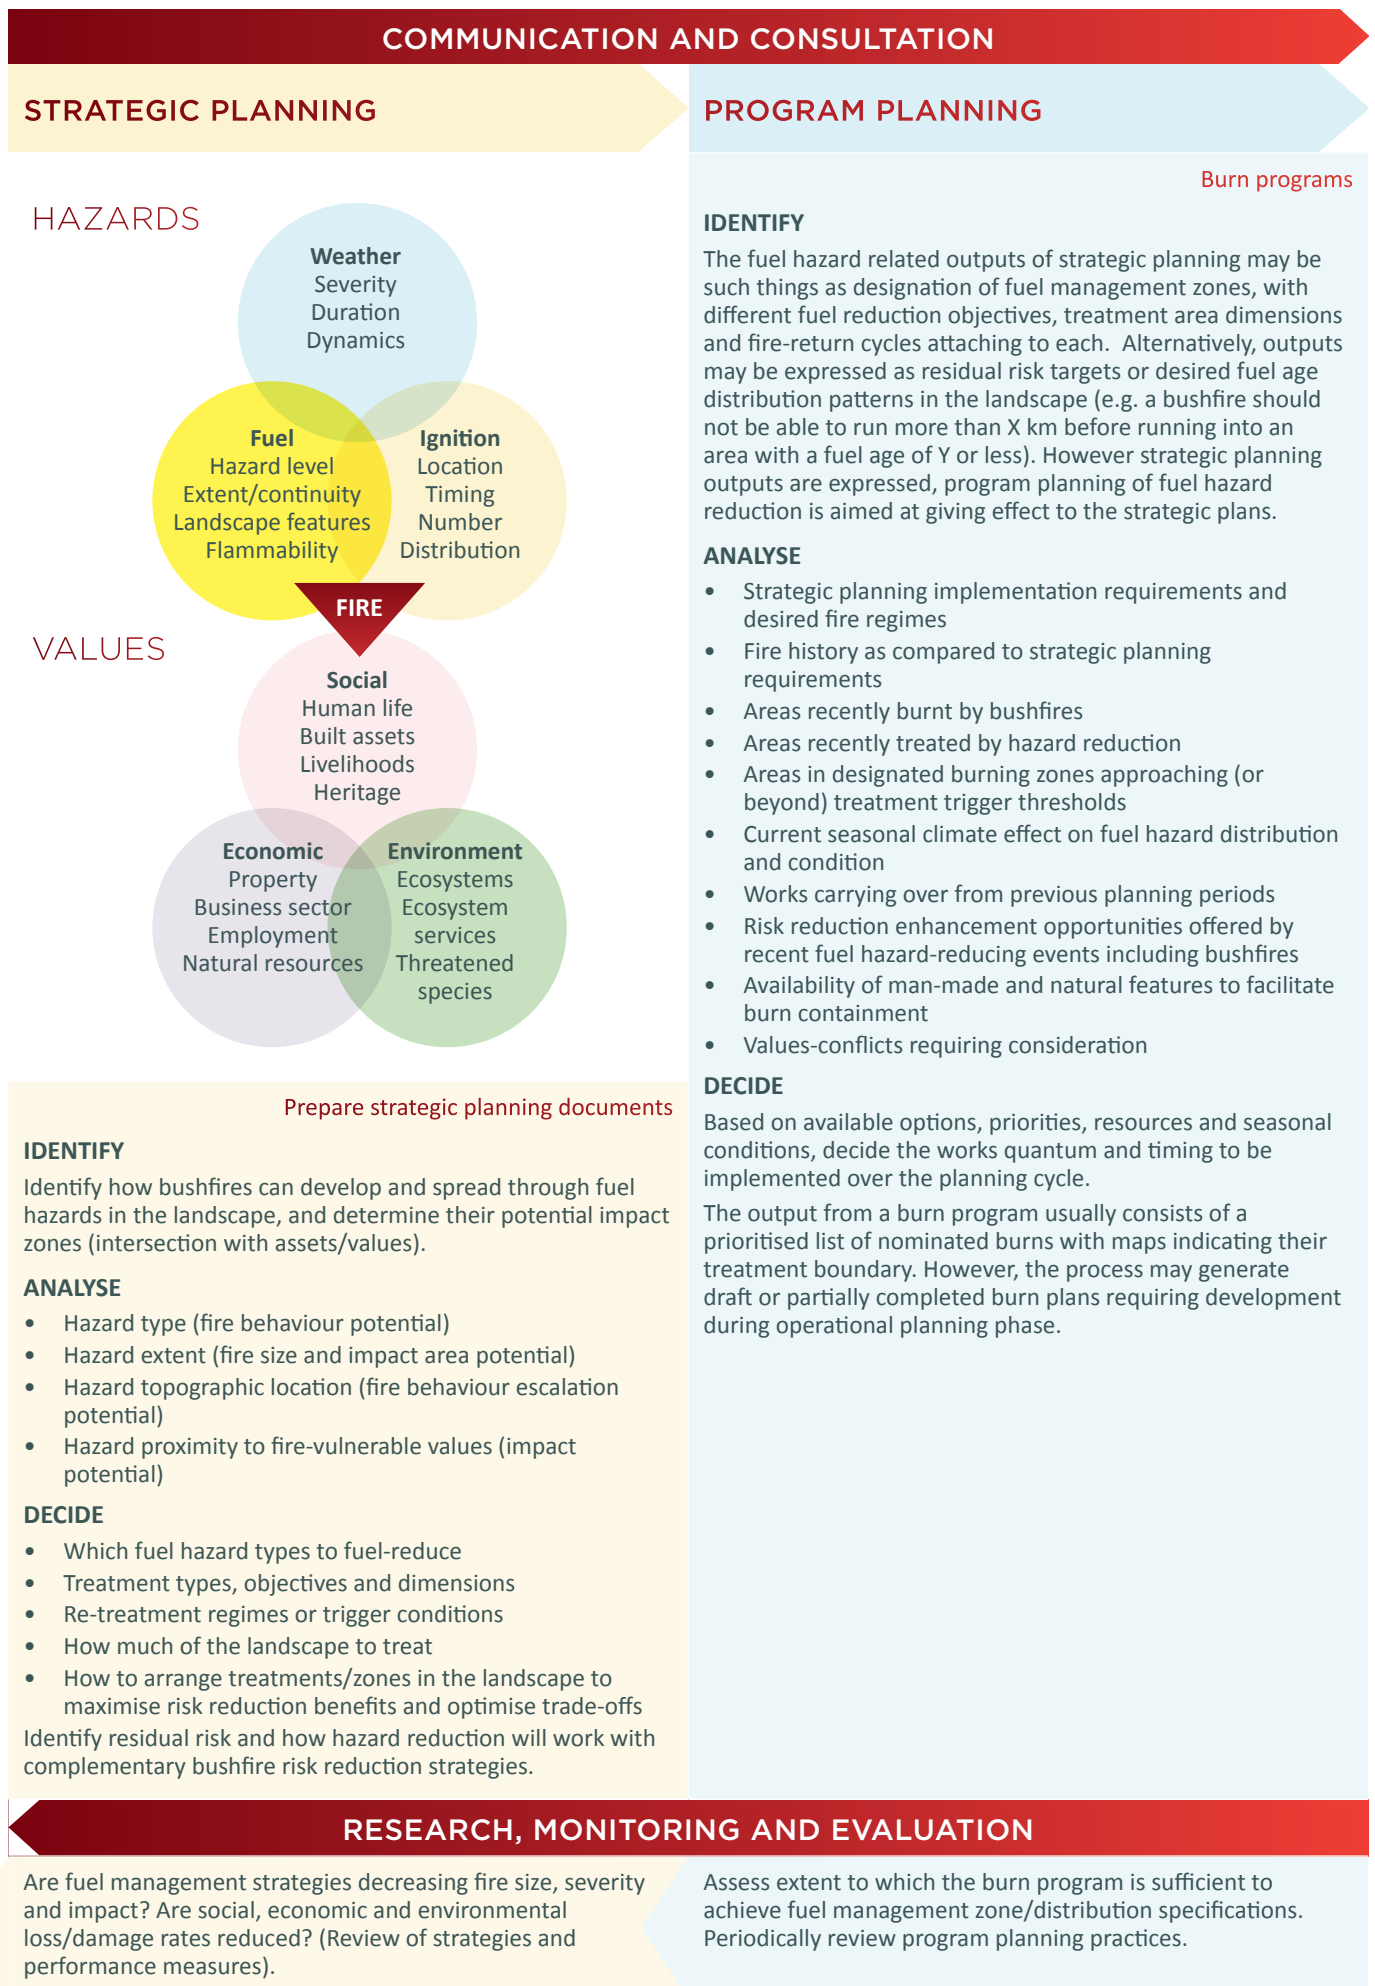 COMMUNICATION AND CONSULTATION
STRATEGIC PLANNING
HAZARDS
Weather
Severity
Duration
Dynamics
Fuel
Hazard level
Extent/continuity
Landscape features
Flammability
Ignition
Location
Timing
Number
Distribution
FIRE
VALUES
Social
Human life
Built assets
Livelihoods
Heritage
Economic
Property
Business sector
Employment
Natural resources
Environment
Ecosystems
Ecosystem
services
Threatened
species
Prepare strategic planning documents
IDENTIFY
Identify how bushfires can develop and spread through fuel
hazards in the landscape, and determine their potential impact
zones (intersection with assets/values).
ANALYSE
• Hazard type (fire behaviour potential)
• Hazard extent (fire size and impact area potential)
• Hazard topographic location (fire behaviour escalation
potential)
• Hazard proximity to fire-vulnerable values (impact
potential)
DECIDE
• Which fuel hazard types to fuel-reduce
• Treatment types, objectives and dimensions
• Re-treatment regimes or trigger conditions
• How much of the landscape to treat
• How to arrange treatments/zones in the landscape to
maximise risk reduction benefits and optimise trade-offs
Identify residual risk and how hazard reduction will work with
complementary bushfire risk reduction strategies.
PROGRAM PLANNING
Burn programs
IDENTIFY
The fuel hazard related outputs of strategic planning may be
such things as designation of fuel management zones, with
different fuel reduction objectives, treatment area dimensions
and fire-return cycles attaching to each. Alternatively, outputs
may be expressed as residual risk targets or desired fuel age
distribution patterns in the landscape (e.g. a bushfire should
not be able to run more than X km before running into an
area with a fuel age of Y or less). However strategic planning
outputs are expressed, program planning of fuel hazard
reduction is aimed at giving effect to the strategic plans.
ANALYSE
• Strategic planning implementation requirements and
desired fire regimes
• Fire history as compared to strategic planning
requirements
• Areas recently burnt by bushfires
• Areas recently treated by hazard reduction
• Areas in designated burning zones approaching (or
beyond) treatment trigger thresholds
• Current seasonal climate effect on fuel hazard distribution
and condition
• Works carrying over from previous planning periods
• Risk reduction enhancement opportunities offered by
recent fuel hazard-reducing events including bushfires
• Availability of man-made and natural features to facilitate
burn containment
• Values-conflicts requiring consideration
DECIDE
Based on available options, priorities, resources and seasonal
conditions, decide the works quantum and timing to be
implemented over the planning cycle.
The output from a burn program usually consists of a
prioritised list of nominated burns with maps indicating their
treatment boundary. However, the process may generate
draft or partially completed burn plans requiring development
during operational planning phase.
RESEARCH, MONITORING AND EVALUATION
Are fuel management strategies decreasing fire size, severity
and impact? Are social, economic and environmental
loss/damage rates reduced? (Review of strategies and
performance measures).
Assess extent to which the burn program is sufficient to
achieve fuel management zone/distribution specifications.
Periodically review program planning practices.